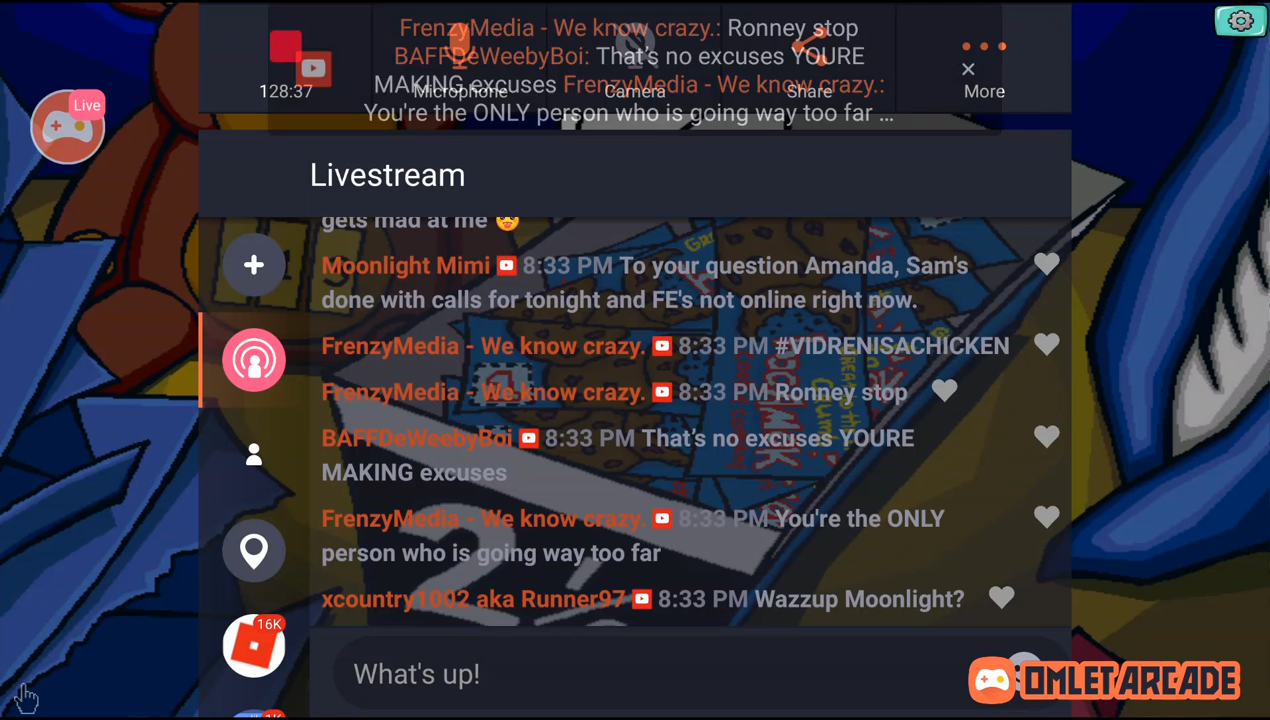 FrenzyMedia - We know crazy.: Ronney stop
BAFFDeWeebyBoi: That's no excuses YOURE
MAKING excuses FrenzyMedia - We know crazy.:
You're the ONLY person who is going way too far ...
128:37
Microphone
Camera
Share
More
Live
Livestream
gets mad at me
Moonlight Mimi 8:33 PM To your question Amanda, Sam's
done with calls for tonight and FE's not online right now.
FrenzyMedia - We know crazy. 8:33 PM #VIDRENISACHICKEN
FrenzyMedia - We know crazy. 8:33 PM Ronney stop
BAFFDeWeebyBoi 8:33 PM That's no excuses YOURE
MAKING excuses
FrenzyMedia - We know crazy. 8:33 PM You're the ONLY
person who is going way too far
xcountry1002 aka Runner97 8:33 PM Wazzup Moonlight?
16K
What's up!
1K
OMLET ARCADE